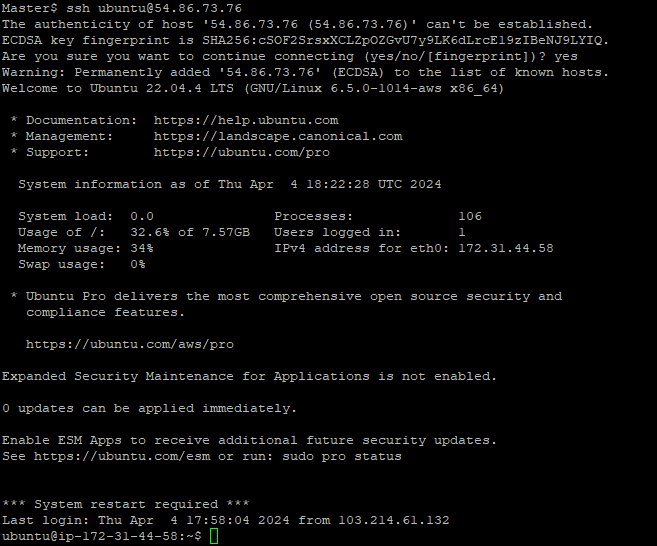 Master$ ssh ubuntu@54.86.73.76
The authenticity of host '54.86.73.76 (54.86.73.76)' can't be established.
ECDSA key fingerprint is SHA256:cSOF2SrsxXCLZpOZGvU7y9LK6dLrcE19zIBeNJ9LYIQ.
Are you sure you want to continue connecting (yes/no/[fingerprint])? yes
Warning: Permanently added '54.86.73.76' (ECDSA) to the list of known hosts.
Welcome to Ubuntu 22.04.4 LTS (GNU/Linux 6.5.0-1014-aws x86_64)

 * Documentation:  https://help.ubuntu.com
 * Management:     https://landscape.canonical.com
 * Support:        https://ubuntu.com/pro

  System information as of Thu Apr  4 18:22:28 UTC 2024

  System load:  0.0               Processes:             106
  Usage of /:   32.6% of 7.57GB   Users logged in:       1
  Memory usage: 34%               IPv4 address for eth0: 172.31.44.58
  Swap usage:   0%

 * Ubuntu Pro delivers the most comprehensive open source security and
   compliance features.

   https://ubuntu.com/aws/pro

Expanded Security Maintenance for Applications is not enabled.

0 updates can be applied immediately.

Enable ESM Apps to receive additional future security updates.
See https://ubuntu.com/esm or run: sudo pro status


*** System restart required ***
Last login: Thu Apr  4 17:58:04 2024 from 103.214.61.132
ubuntu@ip-172-31-44-58:~$